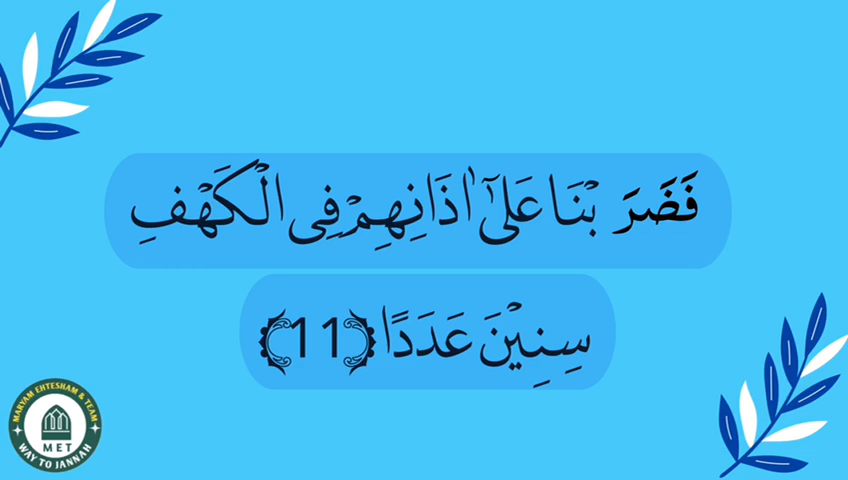 فَضَرَ بْنَا عَلٰٓى اٰذَانِهِمْ فِى الْكَهْفِ
سِنِيْنَ عَدَدًا ﴿11﴾
MARYAM EHTESHAM & TEAM
MET
WAY TO JANNAH